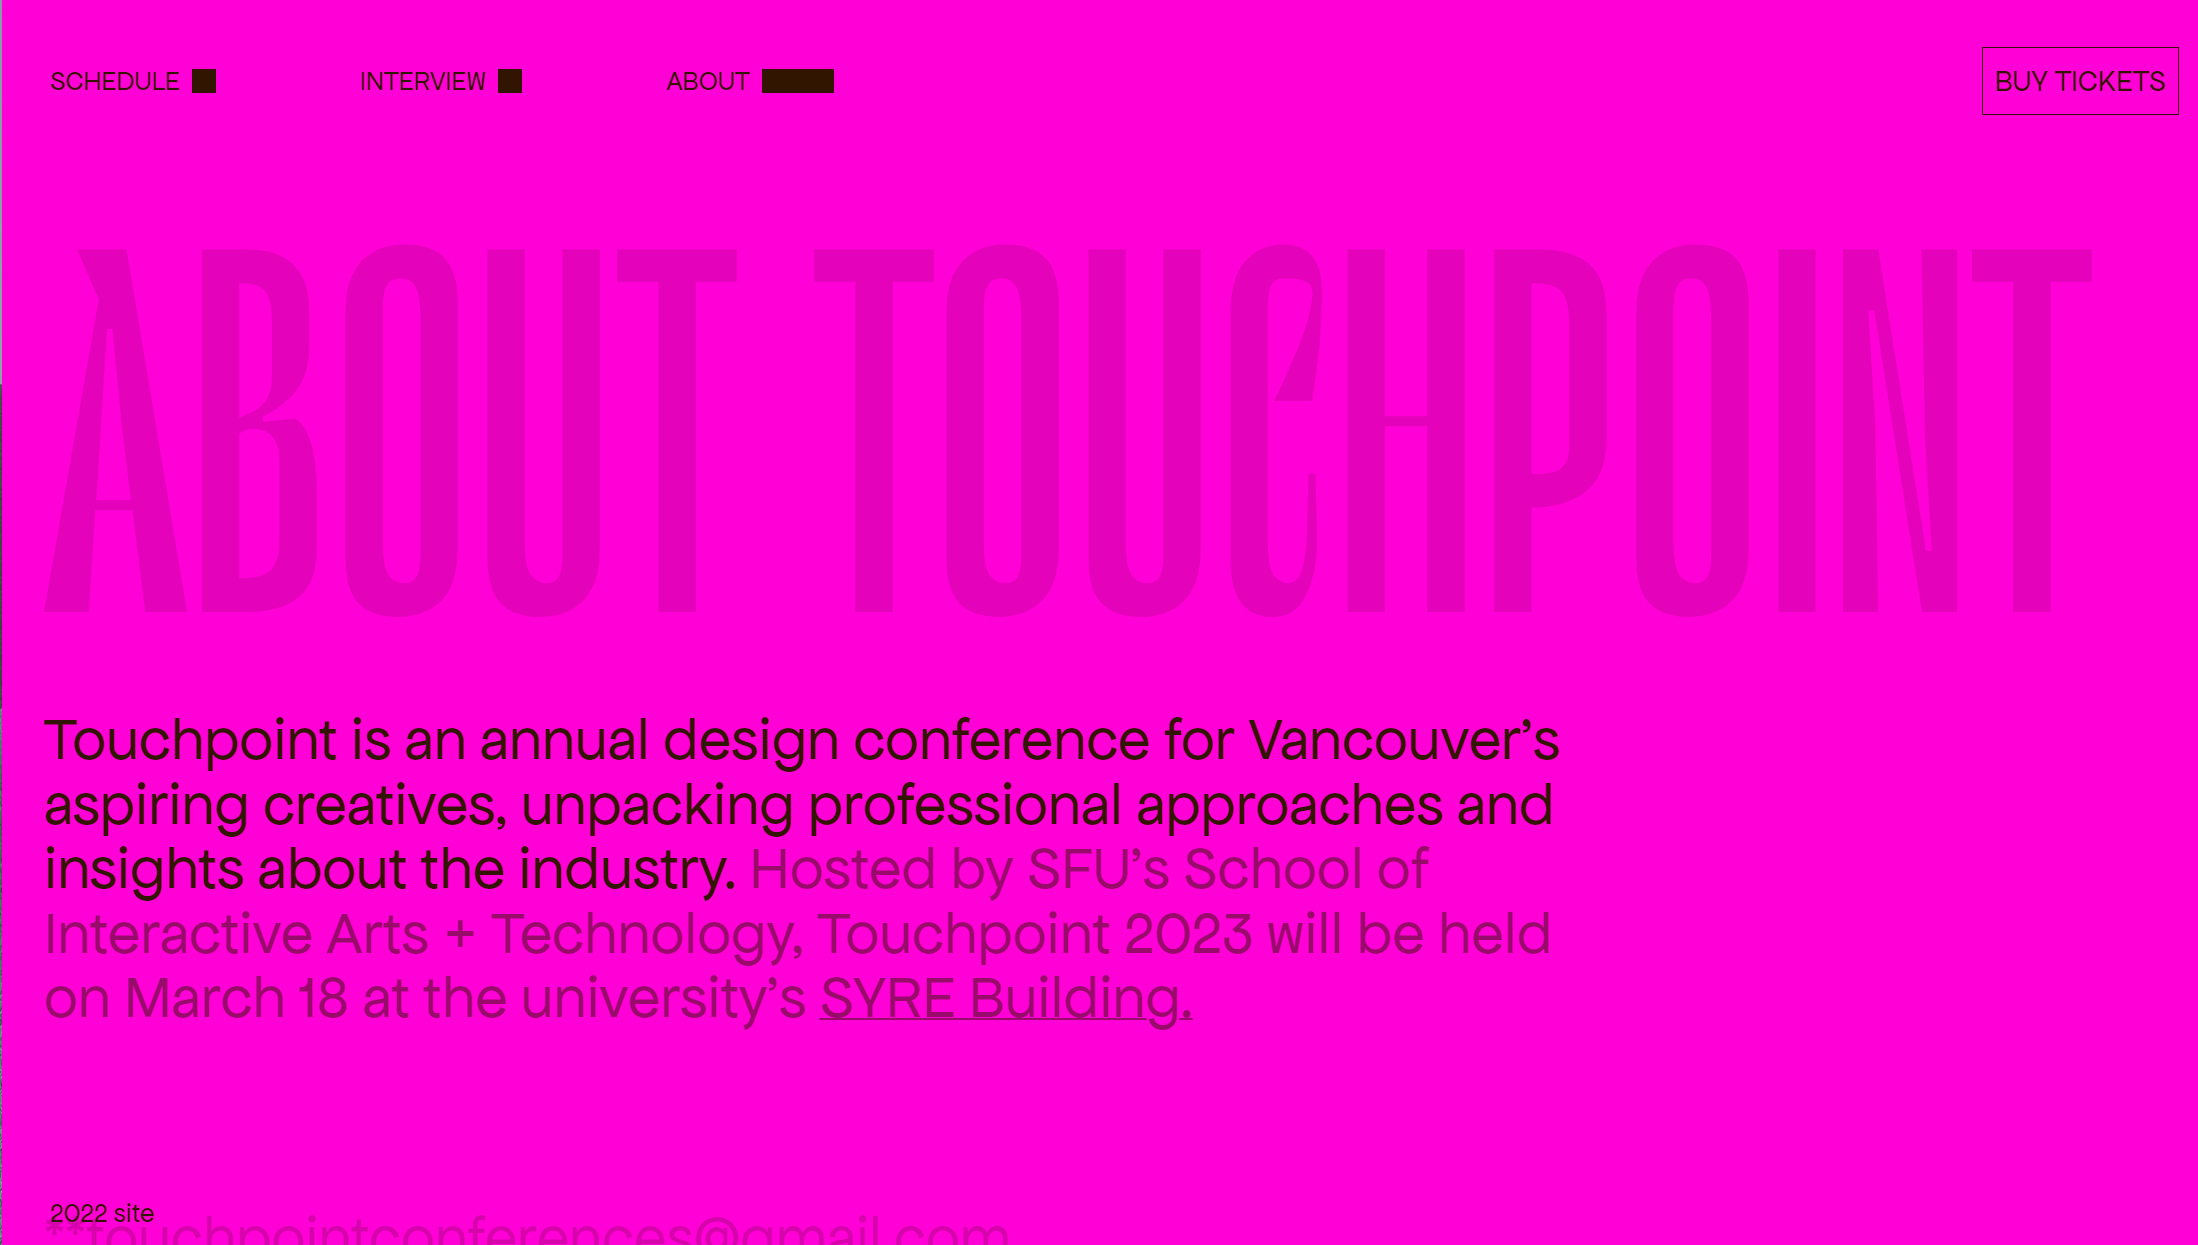 SCHEDULE
INTERVIEW
ABOUT
BUY TICKETS
ABOUT TOUCHPOINT
Touchpoint is an annual design conference for Vancouver’s
aspiring creatives, unpacking professional approaches and
insights about the industry. Hosted by SFU’s School of
Interactive Arts + Technology, Touchpoint 2023 will be held
on March 18 at the university’s SYRE Building.
2022 site
**touchpointconferences@gmail.com